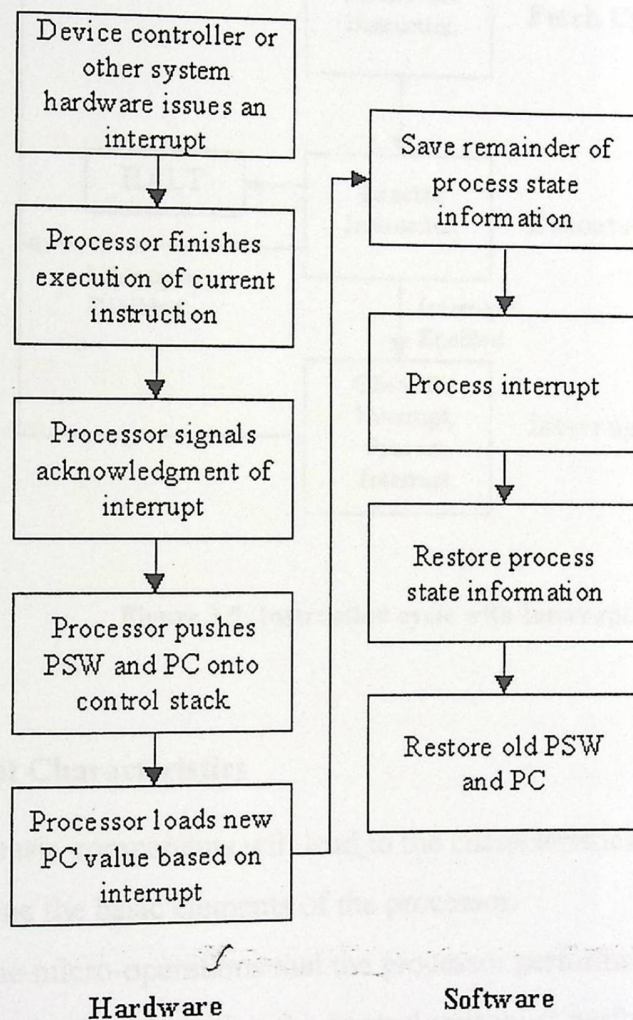 Device controller or
other system
hardware issues an
interrupt
Processor finishes
execution of current
instruction
Processor signals
acknowledgment of
interrupt
Processor pushes
PSW and PC onto
control stack
Processor loads new
PC value based on
interrupt
Hardware
Save remainder of
process state
information
Process interrupt
Restore process
state information
Restore old PSW
and PC
Software